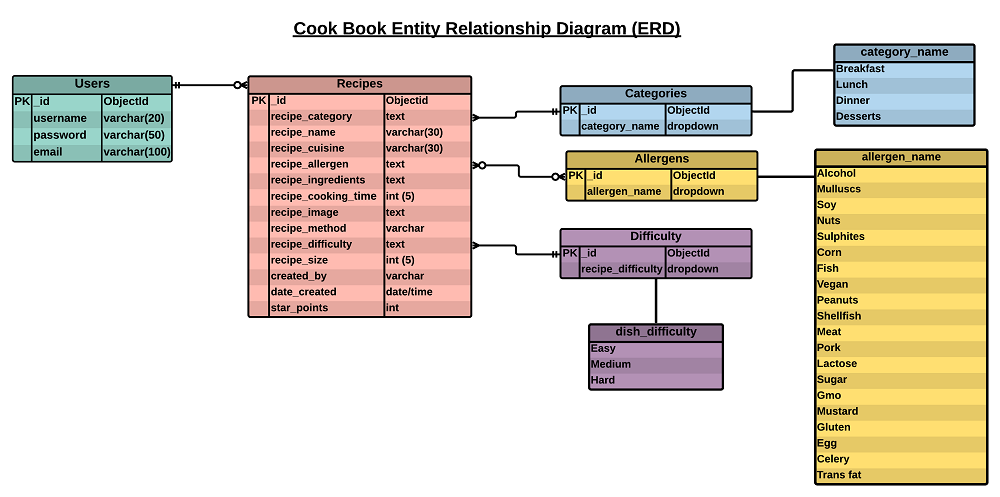 Cook Book Entity Relationship Diagram (ERD)
Users
PK _id ObjectId
username varchar(20)
password varchar(50)
email varchar(100)
Recipes
PK _id Objectid
recipe_category text
recipe_name varchar(30)
recipe_cuisine varchar(30)
recipe_allergen text
recipe_ingredients text
recipe_cooking_time int (5)
recipe_image text
recipe_method varchar
recipe_difficulty text
recipe_size int (5)
created_by varchar
date_created date/time
star_points int
Categories
PK _id ObjectId
category_name dropdown
Allergens
PK _id ObjectId
allergen_name dropdown
Difficulty
PK _id ObjectId
recipe_difficulty dropdown
dish_difficulty
Easy
Medium
Hard
category_name
Breakfast
Lunch
Dinner
Desserts
allergen_name
Alcohol
Mulluscs
Soy
Nuts
Sulphites
Corn
Fish
Vegan
Peanuts
Shellfish
Meat
Pork
Lactose
Sugar
Gmo
Mustard
Gluten
Egg
Celery
Trans fat